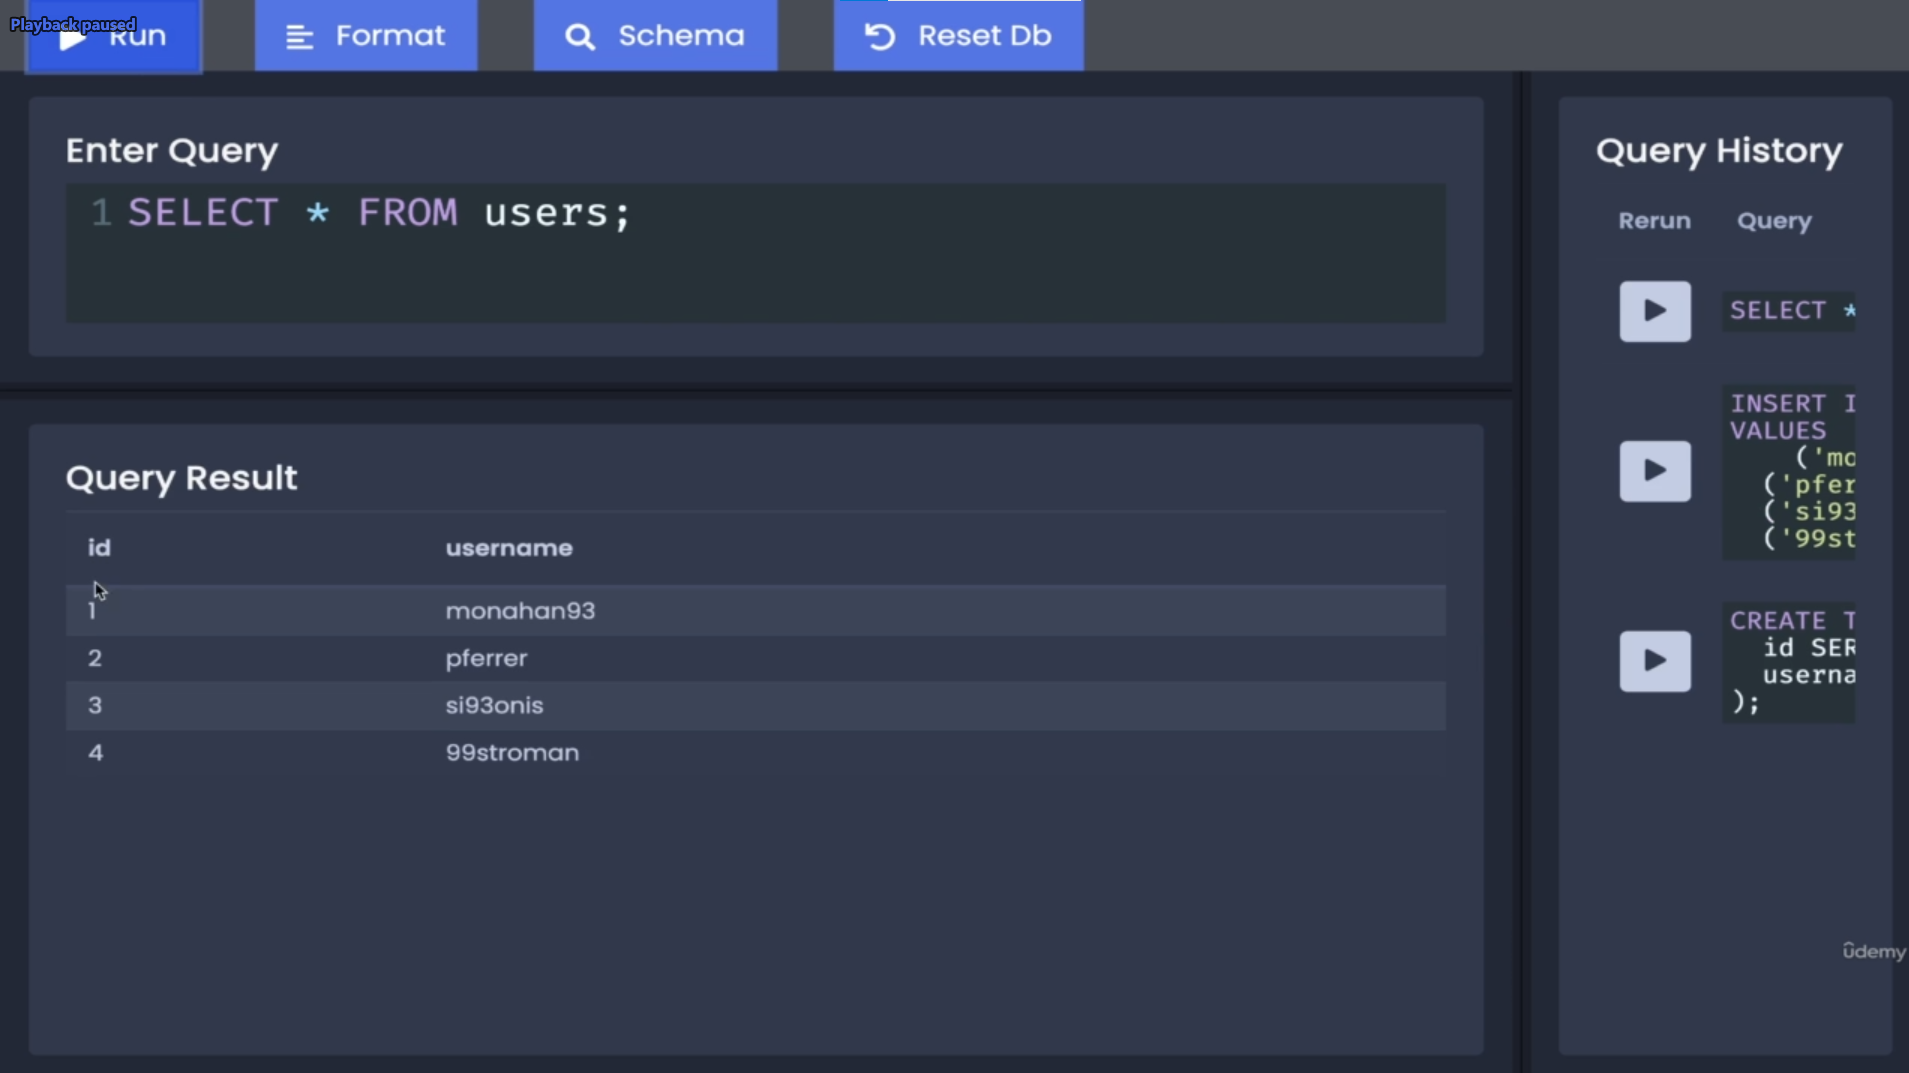 Playback paused
Run
Format
Schema
Reset Db
Enter Query
1 SELECT * FROM users;
Query Result
id username
1 monahan93
2 pferrer
3 si93onis
4 99stroman
Query History
Rerun Query
SELECT *
INSERT I
VALUES
('mo
('pfer
('si93
('99st
CREATE T
id SER
userna
);
ûdemy